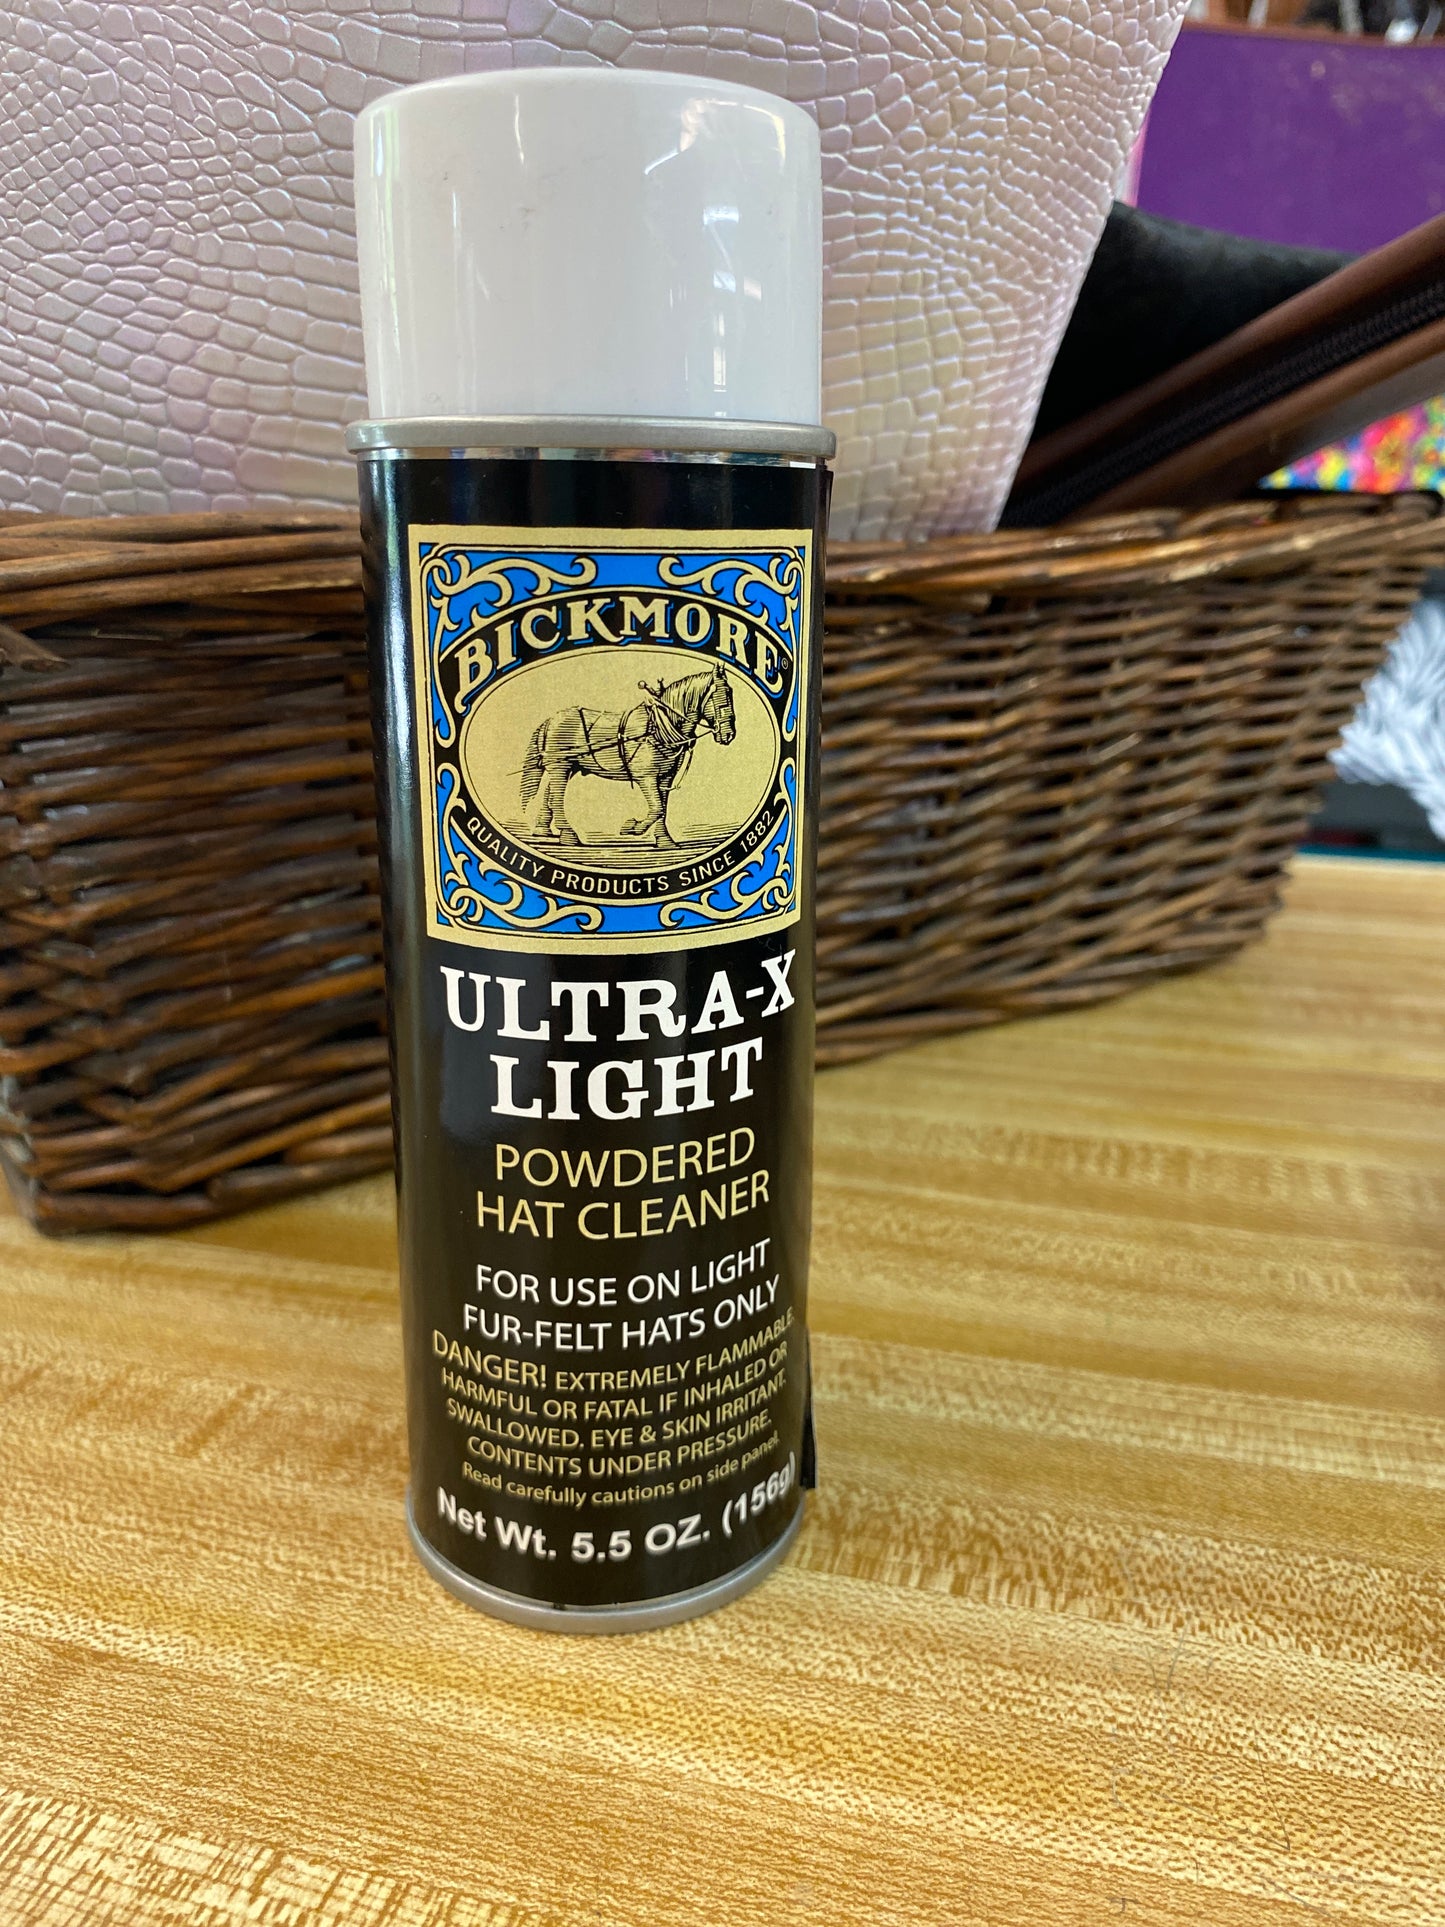 BICKMORE®
QUALITY PRODUCTS SINCE 1882
ULTRA-X
LIGHT
POWDERED
HAT CLEANER
FOR USE ON LIGHT
FUR-FELT HATS ONLY
DANGER! EXTREMELY FLAMMABLE.
HARMFUL OR FATAL IF INHALED OR
SWALLOWED. EYE & SKIN IRRITANT.
CONTENTS UNDER PRESSURE.
Read carefully cautions on side panel.
Net Wt. 5.5 OZ. (156g)